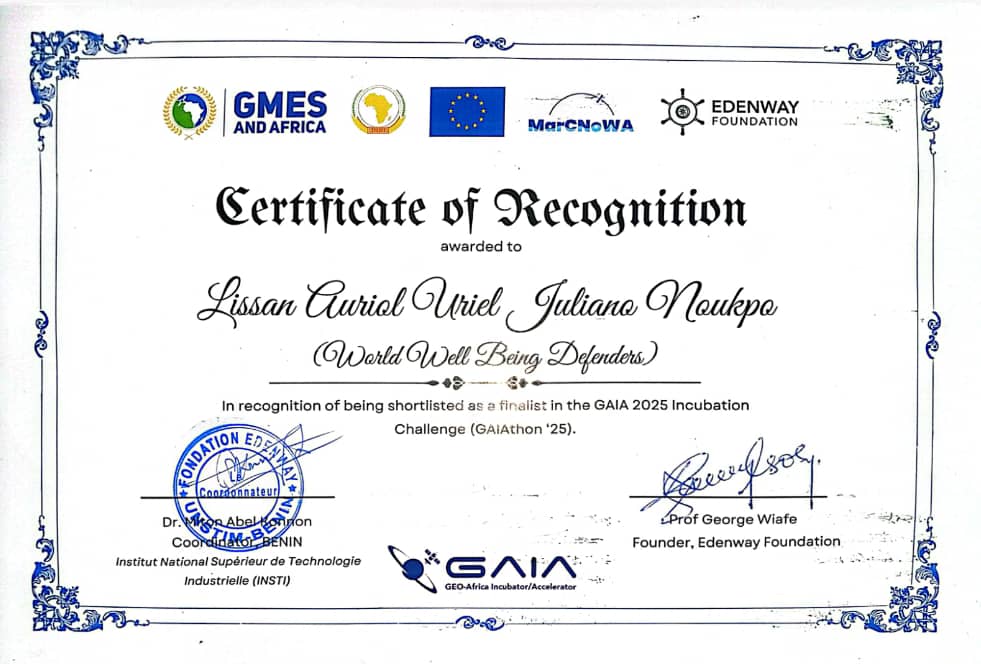 GMES
AND AFRICA
MarCNoWA
EDENWAY
FOUNDATION
Certificate of Recognition
awarded to
Lissan Auriol Uriel Juliano Noukpo
(World Well Being Defenders)
In recognition of being shortlisted as a finalist in the GAIA 2025 Incubation
Challenge (GAIAthon '25).
FONDATION EDENWAY
Coordonnateur
UNSTIM-BENIN
Dr. Abel
Coordinator, BENIN
Institut National Supérieur de Technologie
Industrielle (INSTI)
Prof George Wiafe
Founder, Edenway Foundation
GAIA
GEO-Africa Incubator/Accelerator